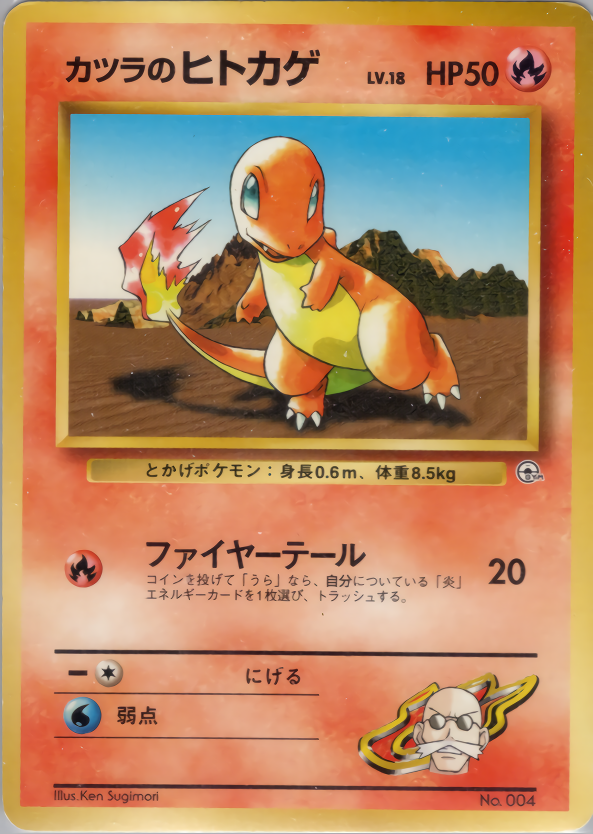 カツラのヒトカゲ LV.18 HP50
とかげポケモン：身長0.6m、体重8.5kg
GYM
ファイヤーテール 20
コインを投げて「うら」なら、自分についている「炎」
エネルギーカードを1枚選び、トラッシュする。
にげる
弱点
Illus.Ken Sugimori No. 004